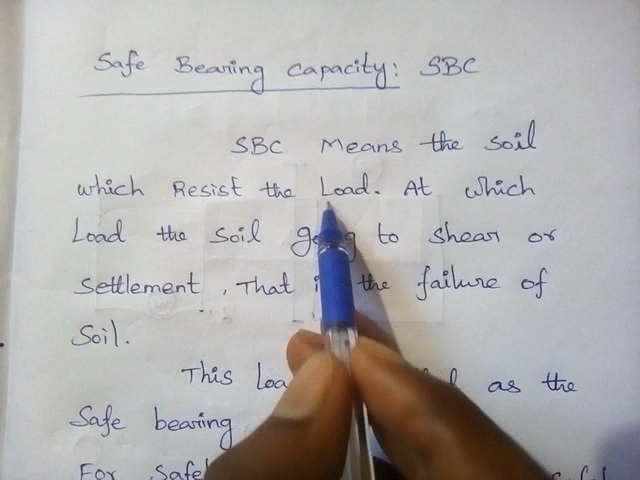 Safe Bearing Capacity: SBC
SBC Means the soil
which Resist the Load. At which
Load the soil going to shear or
Settlement, That the failure of
Soil.
This as the
Safe bearing
For